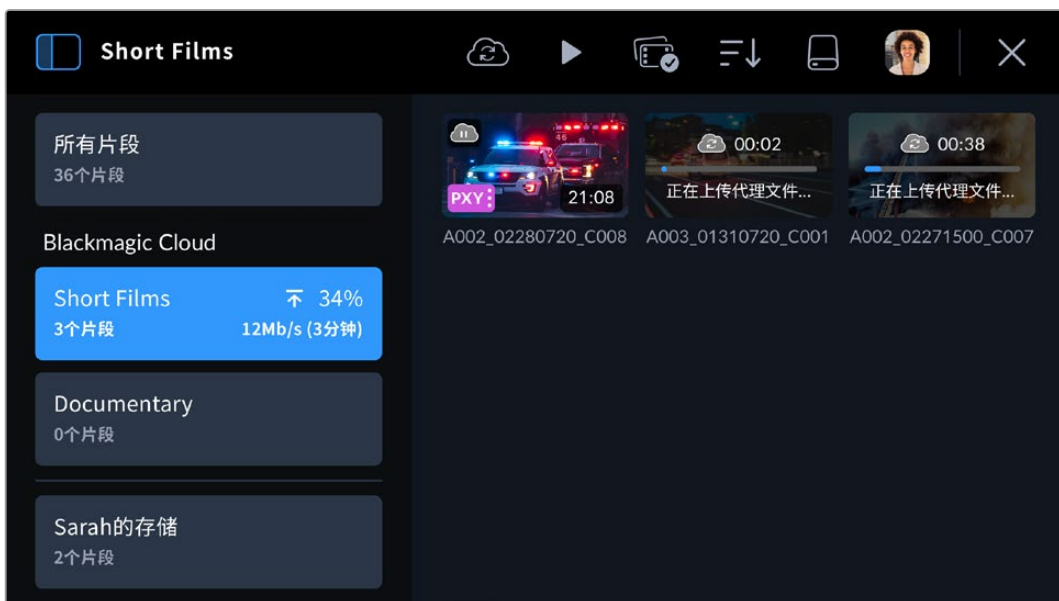 Short Films
所有片段
36个片段
Blackmagic Cloud
Short Films 34%
3个片段 12Mb/s (3分钟)
Documentary
0个片段
Sarah的存储
2个片段
46
PXY
21:08
A002_02280720_C008
00:02
正在上传代理文件...
A003_01310720_C001
00:38
正在上传代理文件...
A002_02271500_C007